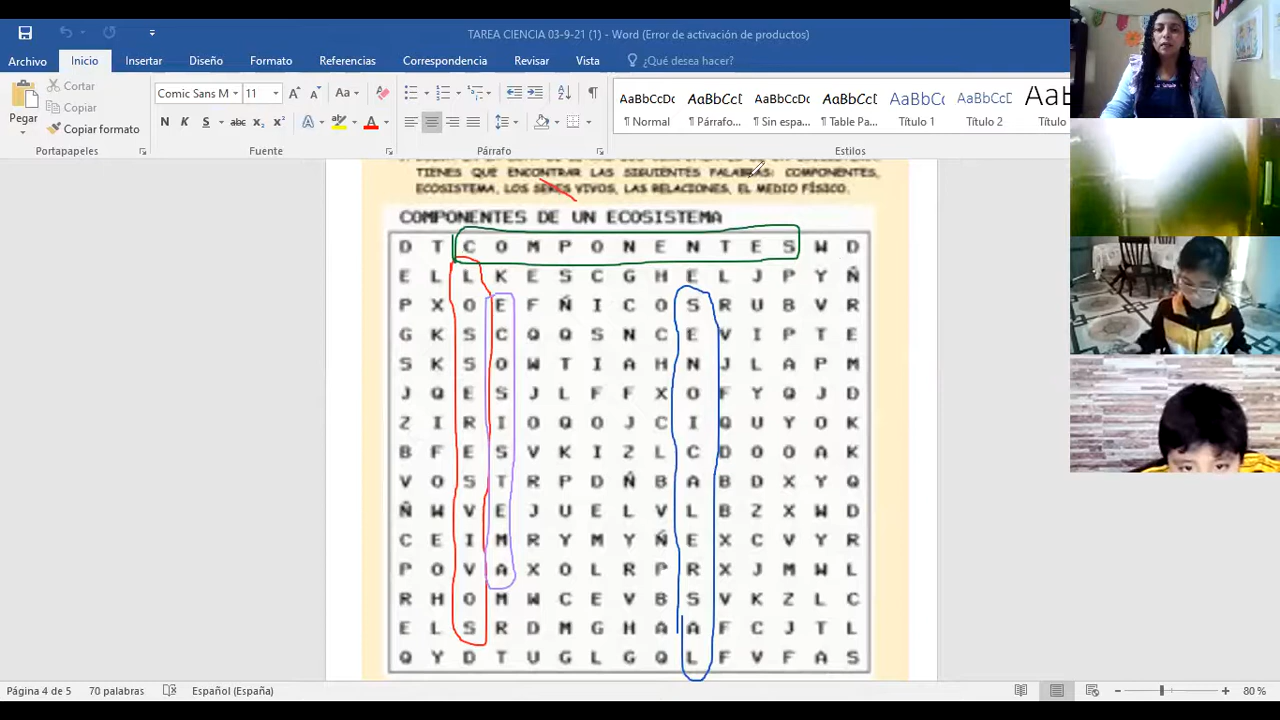 TAREA CIENCIA 03-9-21 (1) - Word (Error de activación de productos)
Archivo Inicio Insertar Diseño Formato Referencias Correspondencia Revisar Vista ¿Qué desea hacer?
Pegar Cortar Copiar Copiar formato
Comic Sans M 11 A A Aa
N K S abc x₂ x² A A
AaBbCcDc AaBbCcI AaBbCcDc AaBbCcI AaBbCc AaBbCcD AaB
¶ Normal ¶ Párrafo... ¶ Sin espa... ¶ Table Pa... Título 1 Título 2 Título
Portapapeles Fuente Párrafo Estilos
TIENES QUE ENCONTRAR LAS SIGUIENTES PALABRAS: COMPONENTES,
ECOSISTEMA, LOS SERES VIVOS, LAS RELACIONES, EL MEDIO FÍSICO.
COMPONENTES DE UN ECOSISTEMA
D T C O M P O N E N T E S W D
E L L K E S C G H E L J P Y Ñ
P X O E F Ñ I C O S R U B V R
G K S C Q Q S N C E V I P T E
S K S O W T I A H N J L A P M
J Q E S J L F F X O F Y Q J D
Z I R I O Q O J C I Q U Y O K
B F E S V K I Z L C D O O A K
V O S T R P D Ñ B A B D X Y Q
Ñ W V E J U E L V L B Z X W D
C E I M R Y M Y Ñ E X C V Y R
P O V A X O L R P R X J M W L
R H O M W C E V B S V K Z L C
E L S R D M G H A A F C J T L
Q Y D T U G L G Q L F V F A S
Página 4 de 5 70 palabras Español (España) 80 %